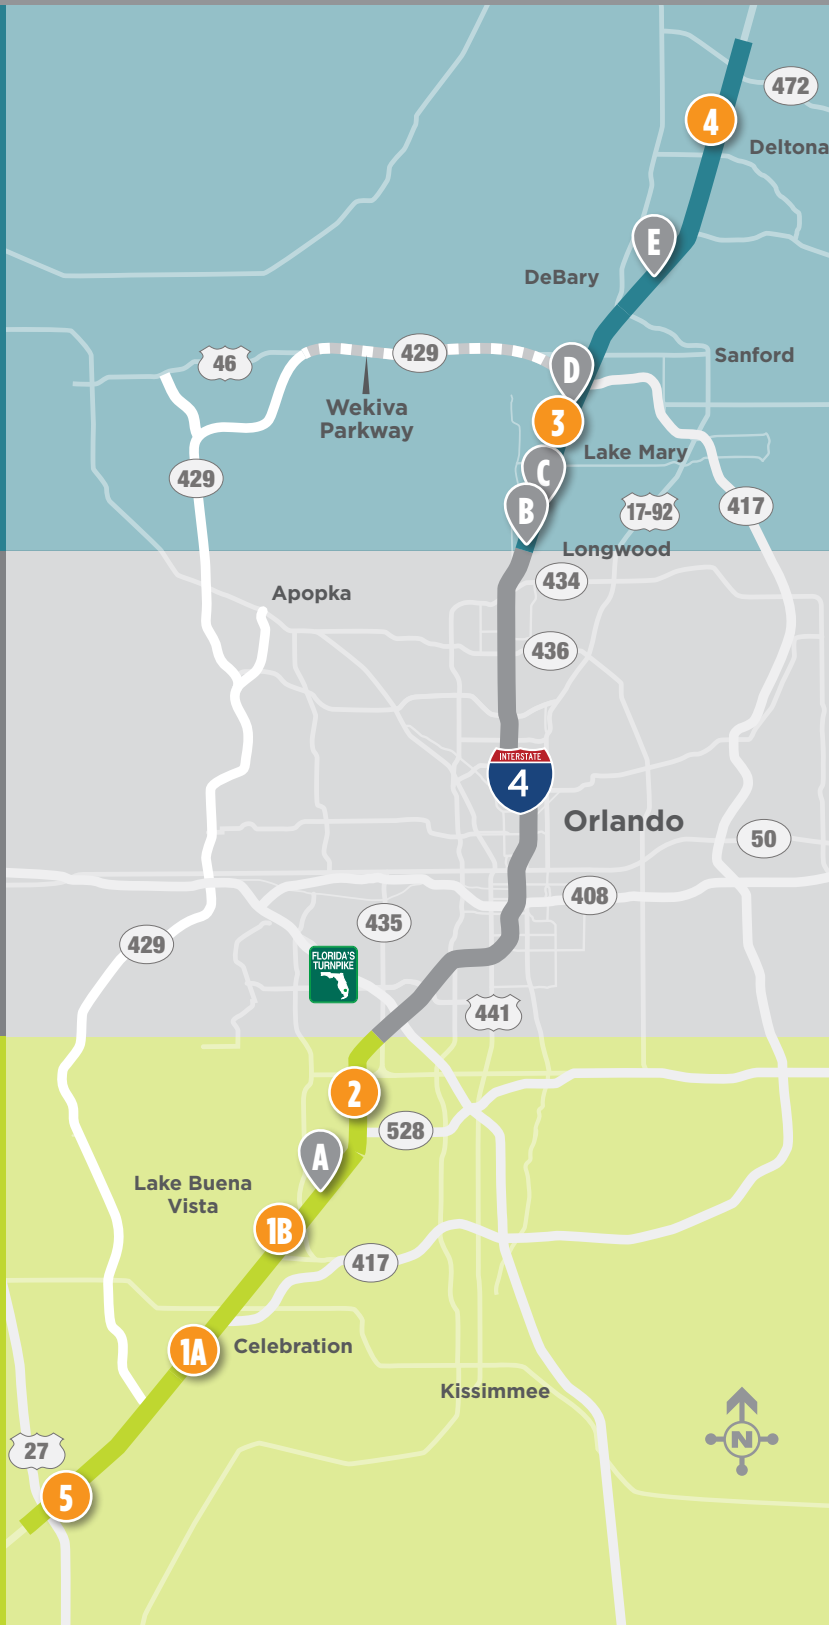 472
4
Deltona
E
DeBary
46
429
D
Sanford
Wekiva
Parkway
3
Lake Mary
C
429
B
17-92
417
Longwood
434
Apopka
436
INTERSTATE
4
Orlando
50
408
435
429
FLORIDA'S
TURNPIKE
441
2
528
A
Lake Buena
Vista
1B
417
1A
Celebration
Kissimmee
27
N
5